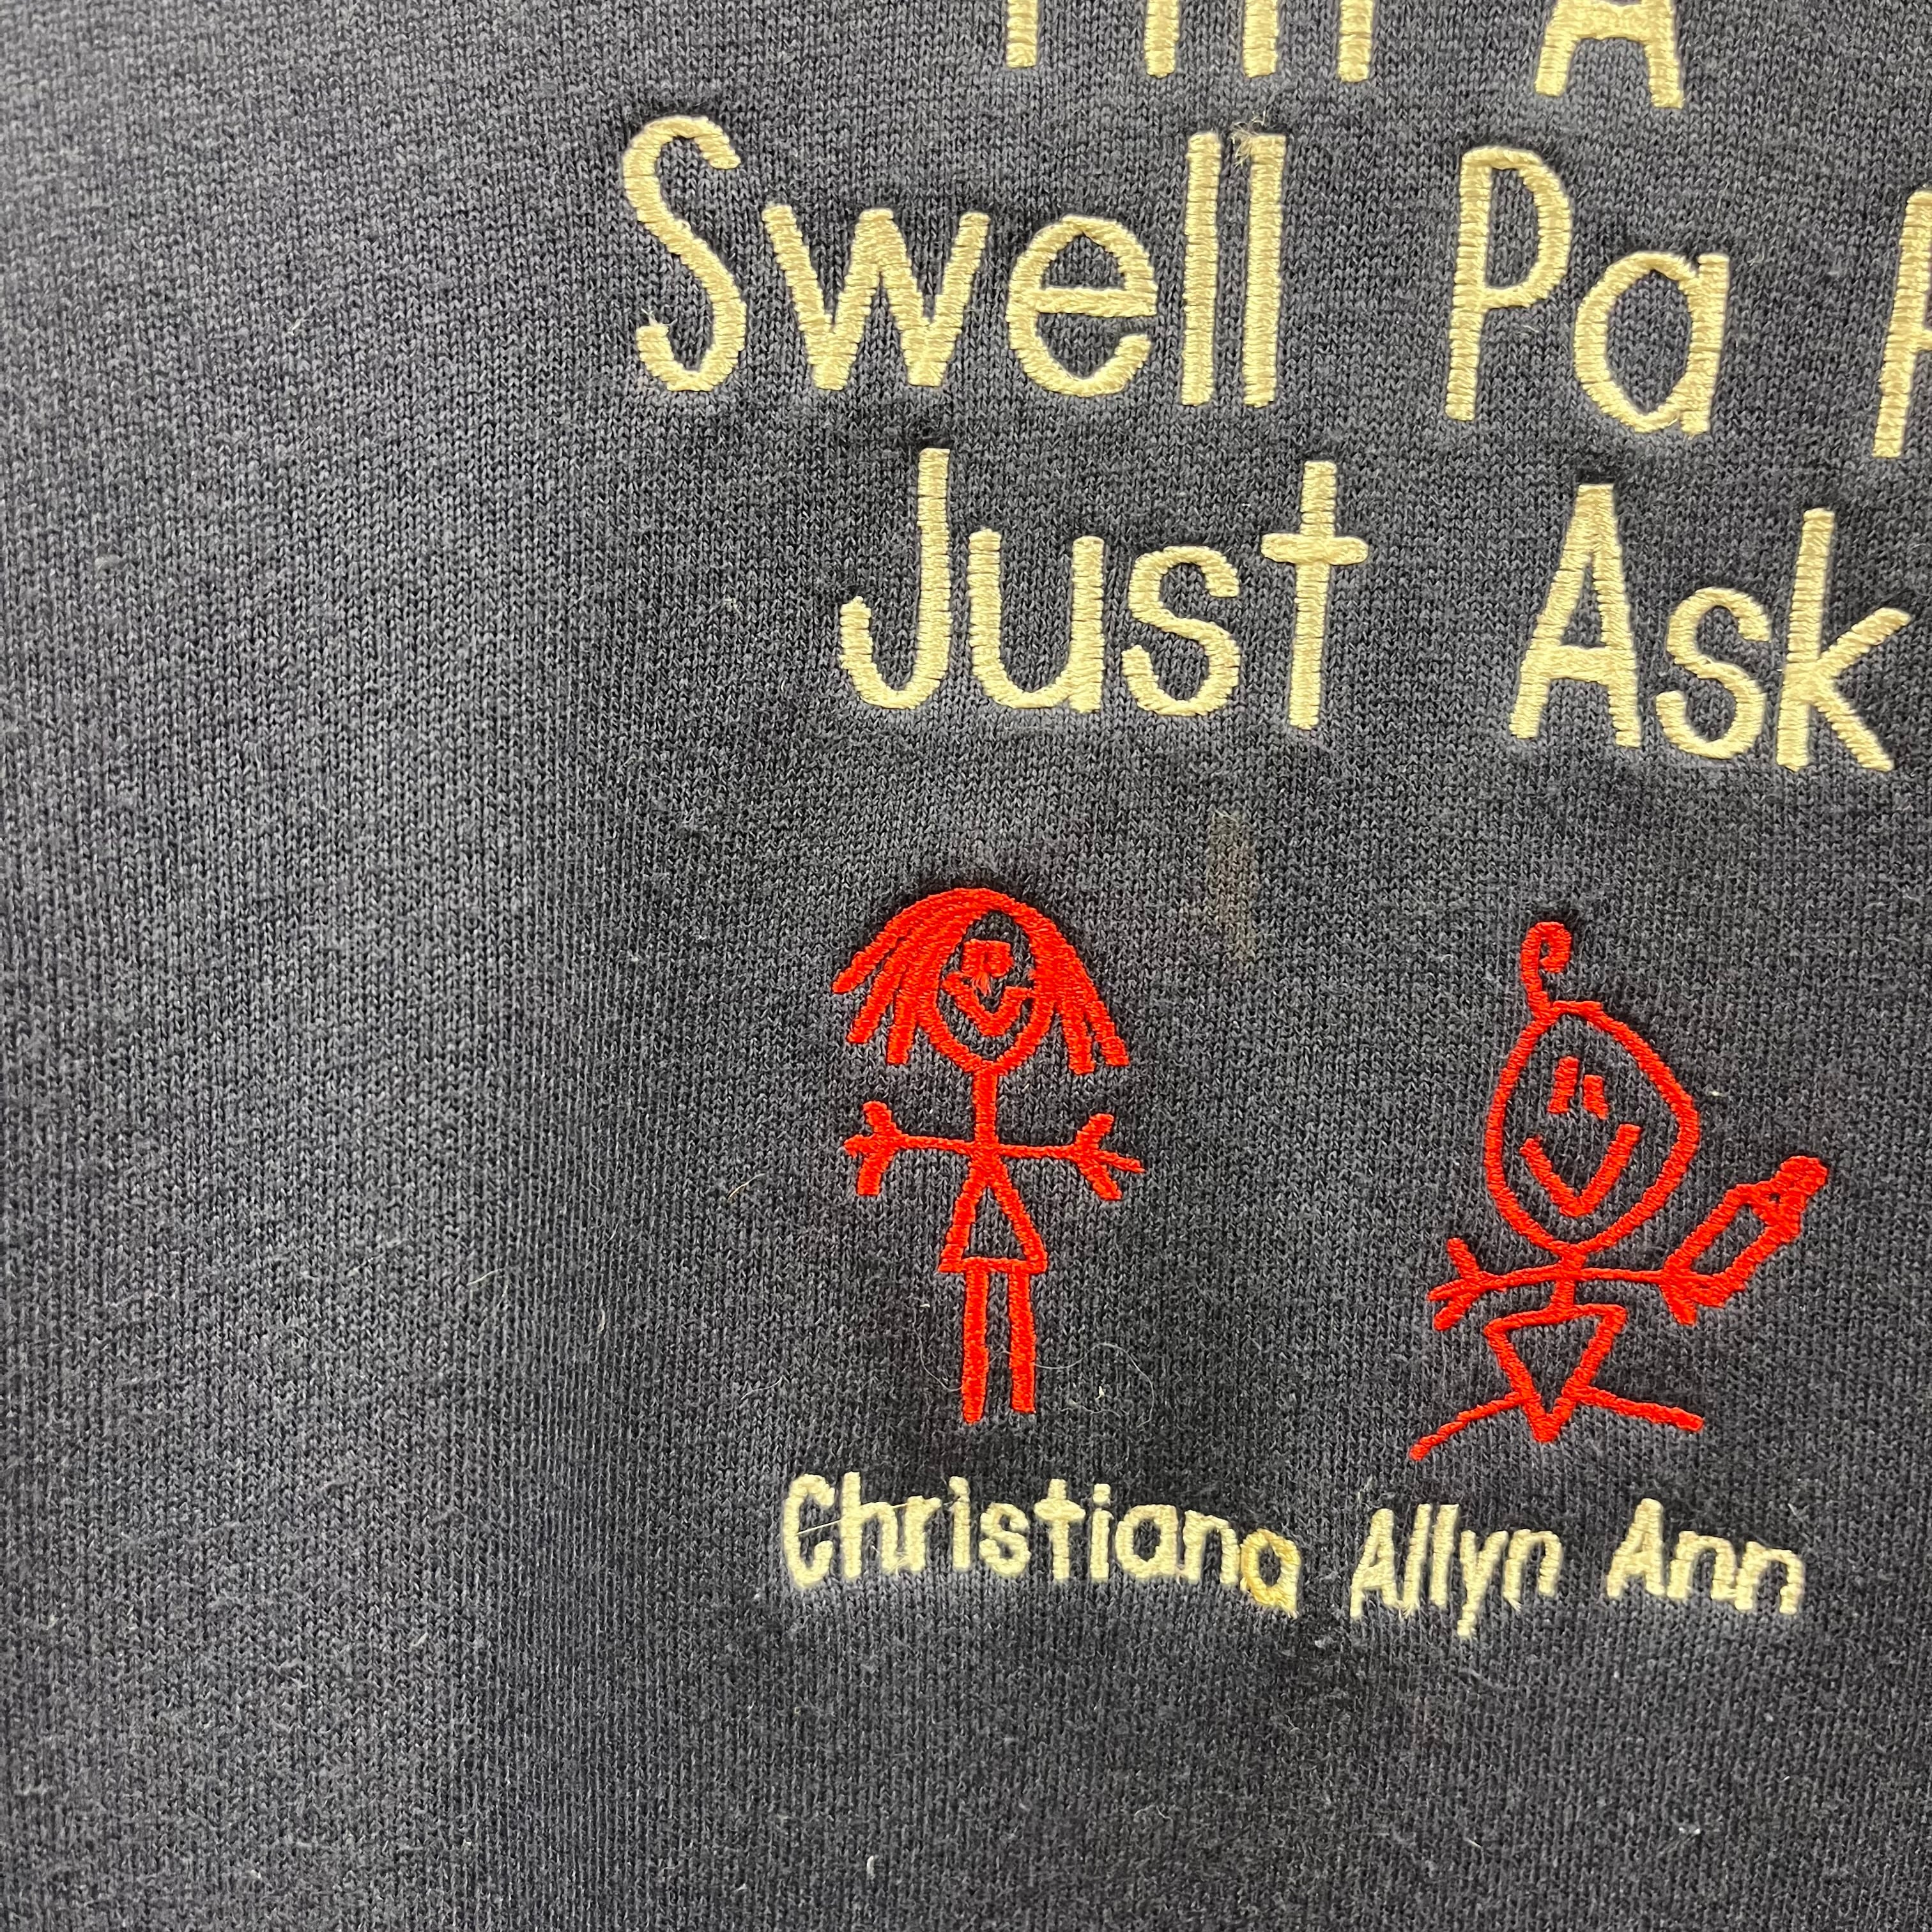 I'm A
Swell Pa
Just Ask
Christiana Allyn Ann